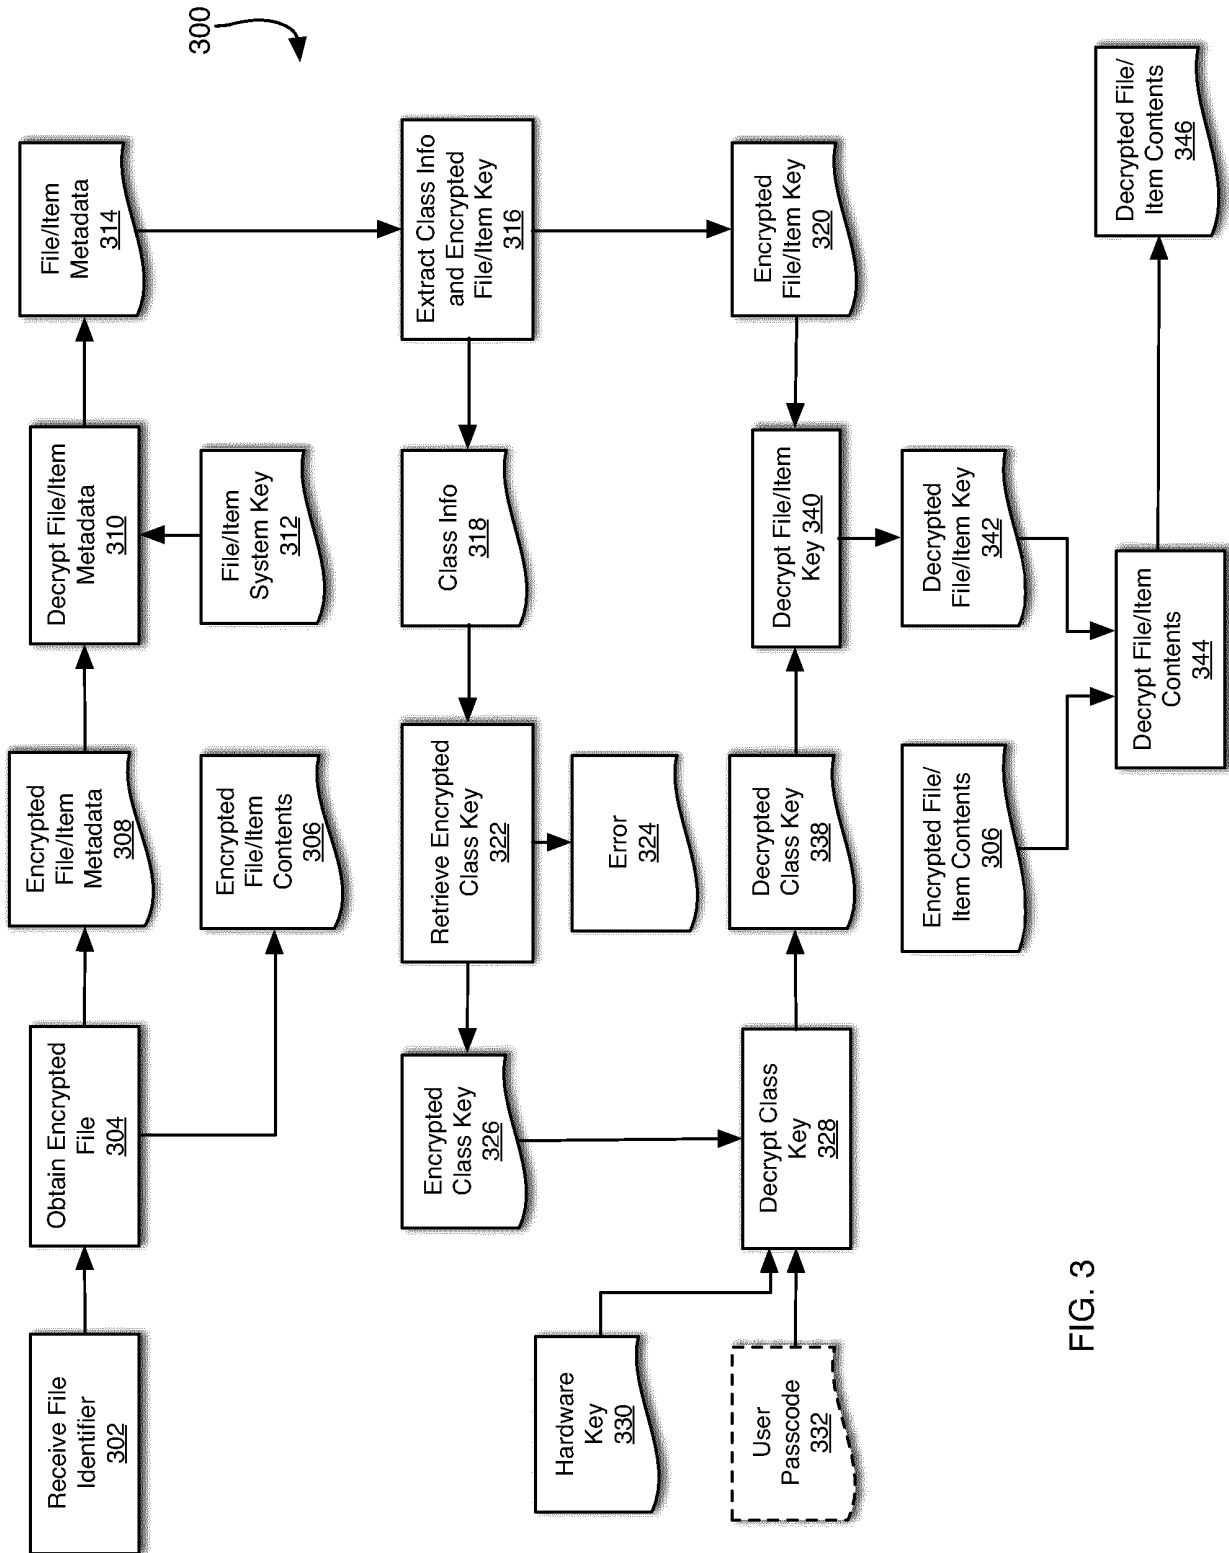 300
Receive File
Identifier
302
Obtain Encrypted
File
304
Encrypted
File/Item
Metadata
308
Decrypt File/Item
Metadata
310
File/Item
Metadata
314
Encrypted
File/Item
Contents
306
File/Item
System Key
312
Encrypted
Class Key
326
Retrieve Encrypted
Class Key
322
Class Info
318
Extract Class Info
and Encrypted
File/Item Key
316
Hardware
Key
330
Error
324
User
Passcode
332
Decrypt Class
Key
328
Decrypted
Class Key
338
Decrypt File/Item
Key 340
Encrypted
File/Item Key
320
Encrypted File/
Item Contents
306
Decrypted
File/Item Key
342
Decrypt File/Item
Contents
344
Decrypted File/
Item Contents
346
FIG. 3